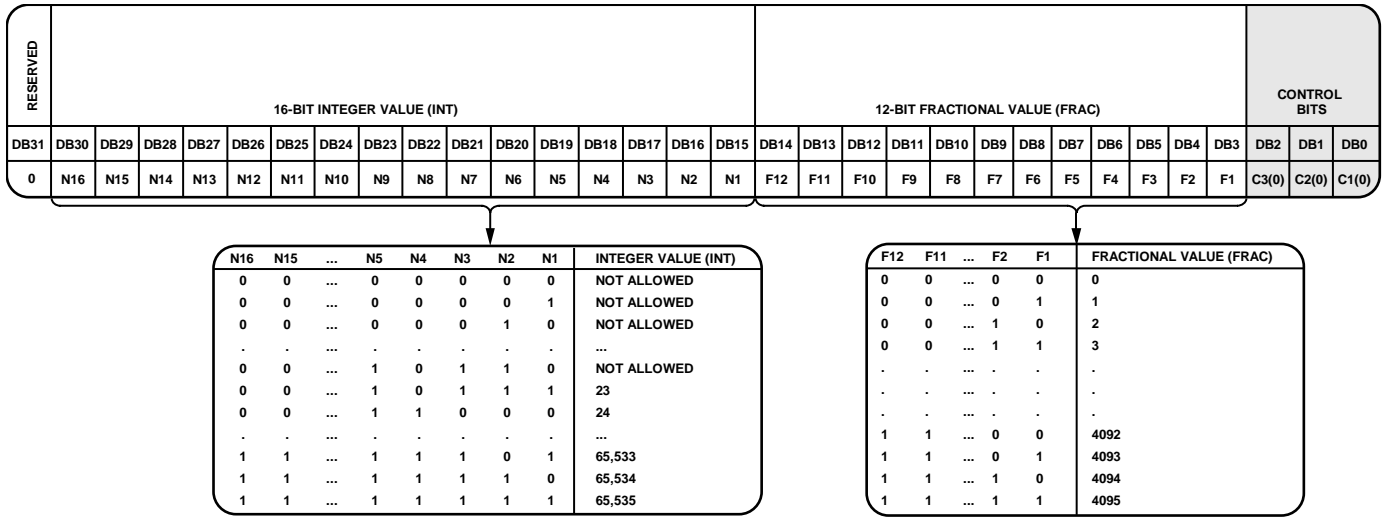 RESERVED
16-BIT INTEGER VALUE (INT) 12-BIT FRACTIONAL VALUE (FRAC) CONTROL BITS
DB31 DB30 DB29 DB28 DB27 DB26 DB25 DB24 DB23 DB22 DB21 DB20 DB19 DB18 DB17 DB16 DB15 DB14 DB13 DB12 DB11 DB10 DB9 DB8 DB7 DB6 DB5 DB4 DB3 DB2 DB1 DB0
0 N16 N15 N14 N13 N12 N11 N10 N9 N8 N7 N6 N5 N4 N3 N2 N1 F12 F11 F10 F9 F8 F7 F6 F5 F4 F3 F2 F1 C3(0) C2(0) C1(0)
N16 N15 ... N5 N4 N3 N2 N1 INTEGER VALUE (INT)
0 0 ... 0 0 0 0 0 NOT ALLOWED
0 0 ... 0 0 0 0 1 NOT ALLOWED
0 0 ... 0 0 0 1 0 NOT ALLOWED
. . ... . . . . . ...
0 0 ... 1 0 1 1 0 NOT ALLOWED
0 0 ... 1 0 1 1 1 23
0 0 ... 1 1 0 0 0 24
. . ... . . . . . ...
1 1 ... 1 1 1 0 1 65,533
1 1 ... 1 1 1 1 0 65,534
1 1 ... 1 1 1 1 1 65,535
F12 F11 ... F2 F1 FRACTIONAL VALUE (FRAC)
0 0 ... 0 0 0
0 0 ... 0 1 1
0 0 ... 1 0 2
0 0 ... 1 1 3
. . ... . . .
. . ... . . .
. . ... . . .
1 1 ... 0 0 4092
1 1 ... 0 1 4093
1 1 ... 1 0 4094
1 1 ... 1 1 4095